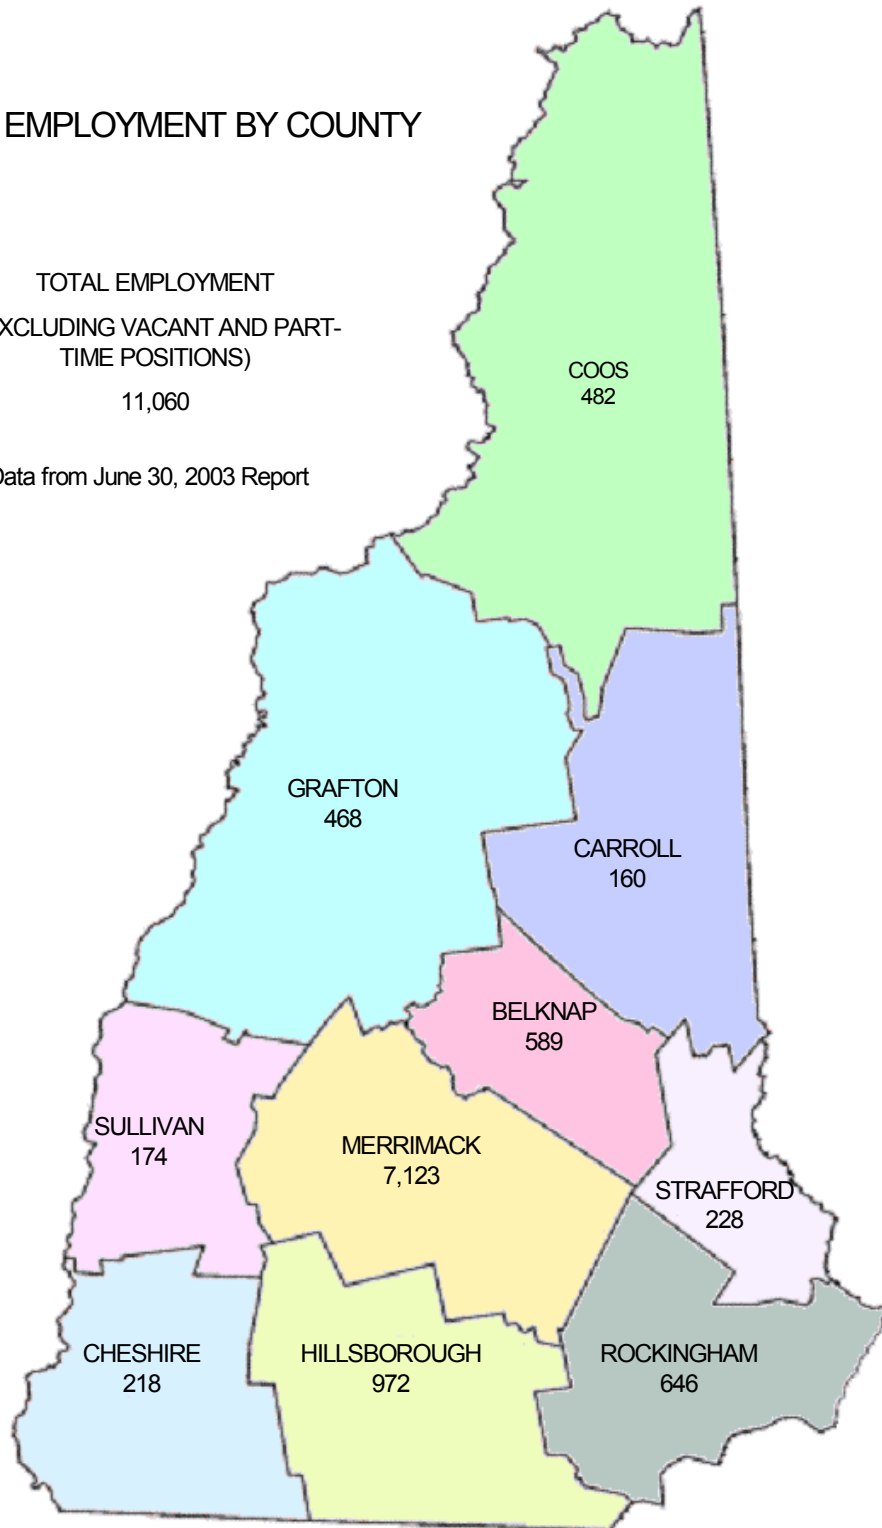 EMPLOYMENT BY COUNTY
TOTAL EMPLOYMENT
XCLUDING VACANT AND PART-
TIME POSITIONS)
11,060
Data from June 30, 2003 Report
COOS
482
GRAFTON
468
CARROLL
160
BELKNAP
589
SULLIVAN
174
MERRIMACK
7,123
STRAFFORD
228
CHESHIRE
218
HILLSBOROUGH
972
ROCKINGHAM
646